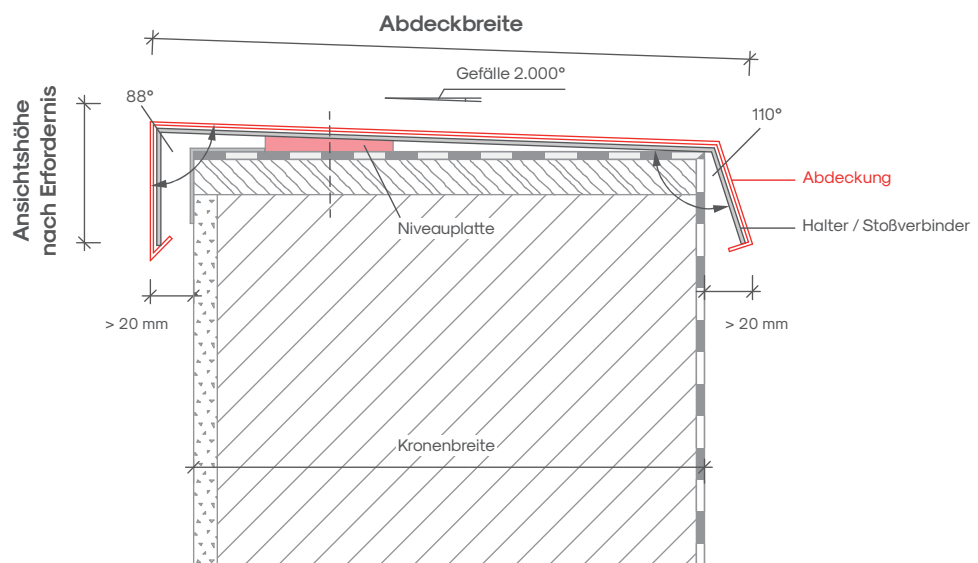 Abdeckbreite
Gefälle 2.000°
Ansichtshöhe
nach Erfordernis
88°
110°
Abdeckung
Niveauplatte
Halter / Stoßverbinder
> 20 mm
> 20 mm
Kronenbreite